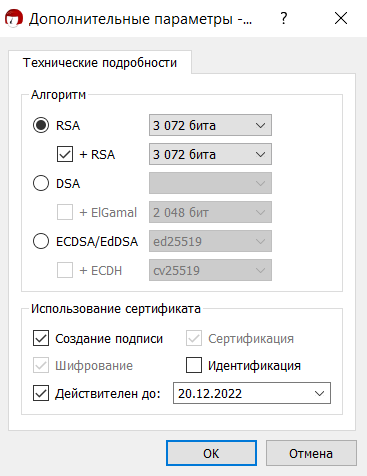 Дополнительные параметры -... ?
Технические подробности
Алгоритм
RSA 3 072 бита
+ RSA 3 072 бита
DSA
+ ElGamal 2 048 бит
ECDSA/EdDSA ed25519
+ ECDH cv25519
Использование сертификата
Создание подписи Сертификация
Шифрование Идентификация
Действителен до: 20.12.2022
OK Отмена